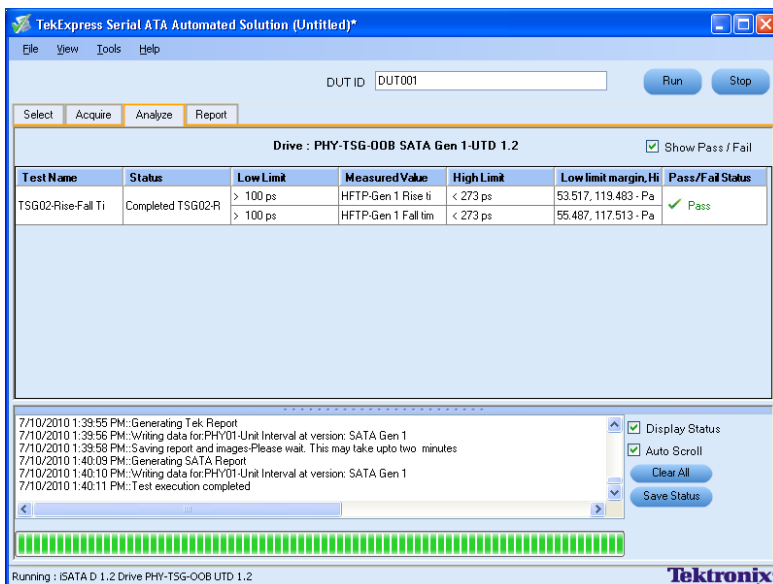 TekExpress Serial ATA Automated Solution (Untitled)*
File View Tools Help
DUT ID DUT001 Run Stop
Select Acquire Analyze Report
Drive : PHY-TSG-OOB SATA Gen 1-UTD 1.2 Show Pass / Fail
Test Name Status Low Limit Measured Value High Limit Low limit margin, Hi Pass/Fail Status
TSG02-Rise-Fall Ti Completed TSG02-R > 100 ps HFTP-Gen 1 Rise ti < 273 ps 53.517, 119.483 - Pa Pass
> 100 ps HFTP-Gen 1 Fall tim < 273 ps 55.487, 117.513 - Pa
7/10/2010 1:39:55 PM::Generating Tek Report
7/10/2010 1:39:56 PM::Writing data for:PHY01-Unit Interval at version: SATA Gen 1
7/10/2010 1:39:58 PM::Saving report and images-Please wait. This may take upto two minutes
7/10/2010 1:40:09 PM::Generating SATA Report
7/10/2010 1:40:10 PM::Writing data for:PHY01-Unit Interval at version: SATA Gen 1
7/10/2010 1:40:11 PM::Test execution completed
Display Status
Auto Scroll
Clear All
Save Status
Running : iSATA D 1.2 Drive PHY-TSG-OOB UTD 1.2 Tektronix